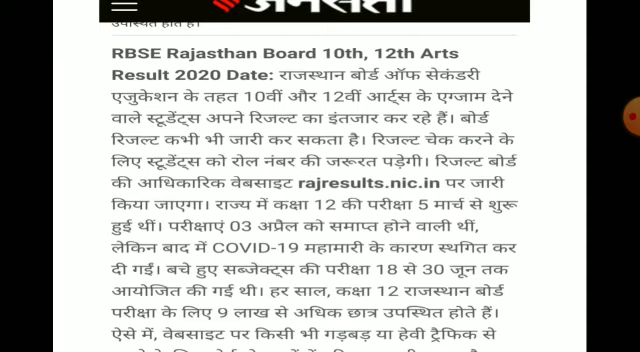 जनसत्ता
उपस्थित होते हैं।
RBSE Rajasthan Board 10th, 12th Arts
Result 2020 Date: राजस्थान बोर्ड ऑफ सेकंडरी
एजुकेशन के तहत 10वीं और 12वीं आर्ट्स के एग्जाम देने
वाले स्टूडेंट्स अपने रिजल्ट का इंतजार कर रहे हैं। बोर्ड
रिजल्ट कभी भी जारी कर सकता है। रिजल्ट चेक करने के
लिए स्टूडेंट्स को रोल नंबर की जरूरत पड़ेगी। रिजल्ट बोर्ड
की आधिकारिक वेबसाइट rajresults.nic.in पर जारी
किया जाएगा। राज्य में कक्षा 12 की परीक्षा 5 मार्च से शुरू
हुई थीं। परीक्षाएं 03 अप्रैल को समाप्त होने वाली थीं,
लेकिन बाद में COVID-19 महामारी के कारण स्थगित कर
दी गईं। बचे हुए सब्जेक्ट्स की परीक्षा 18 से 30 जून तक
आयोजित की गई थी। हर साल, कक्षा 12 राजस्थान बोर्ड
परीक्षा के लिए 9 लाख से अधिक छात्र उपस्थित होते हैं।
ऐसे में, वेबसाइट पर किसी भी गड़बड़ या हेवी ट्रैफिक से